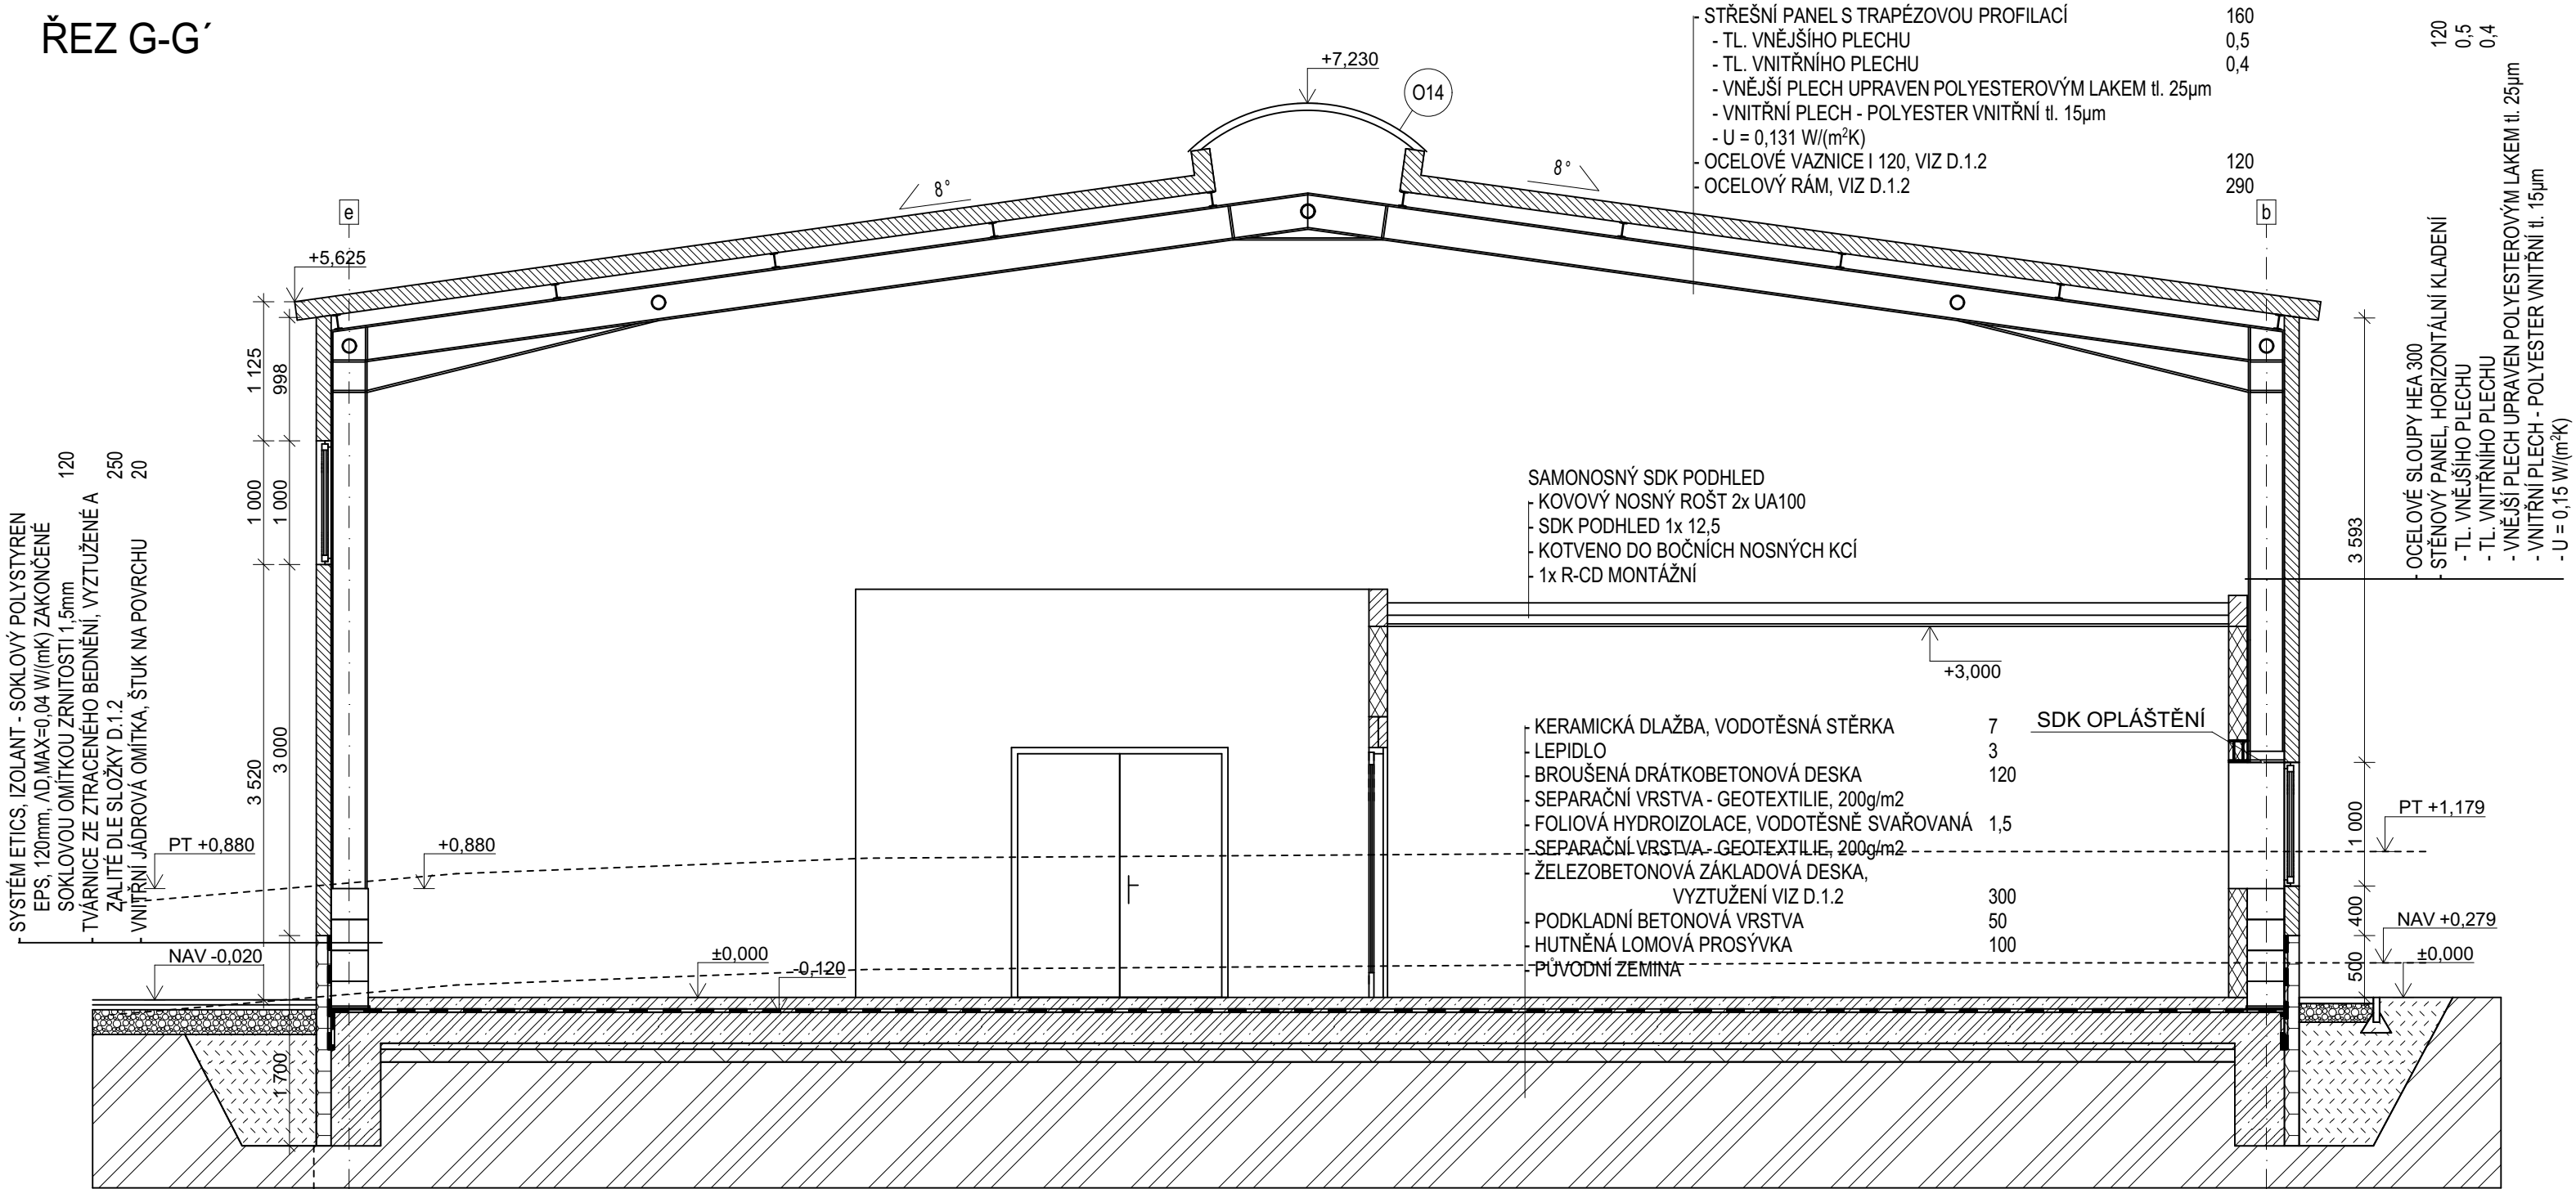 ŘEZ G-G´
- STŘEŠNÍ PANEL S TRAPÉZOVOU PROFILACÍ 160
- TL. VNĚJŠÍHO PLECHU 0,5
- TL. VNITŘNÍHO PLECHU 0,4
- VNĚJŠÍ PLECH UPRAVEN POLYESTEROVÝM LAKEM tl. 25µm
- VNITŘNÍ PLECH - POLYESTER VNITŘNÍ tl. 15µm
- U = 0,131 W/(m²K)
- OCELOVÉ VAZNICE I 120, VIZ D.1.2 120
- OCELOVÝ RÁM, VIZ D.1.2 290
+7,230
O14
8°
8°
e
b
+5,625
1 125
998
1 000
1 000
3 520
3 000
1 700
SYSTÉM ETICS, IZOLANT - SOKLOVÝ POLYSTYREN
EPS, 120mm, ΛD,MAX=0,04 W/(mK) ZAKONČENÉ
SOKLOVOU OMÍTKOU ZRNITOSTI 1,5mm 120
TVÁRNICE ZE ZTRACENÉHO BEDNĚNÍ, VYZTUŽENÉ A
ZALITÉ DLE SLOŽKY D.1.2 250
VNITŘNÍ JÁDROVÁ OMÍTKA, ŠTUK NA POVRCHU 20
PT +0,880
+0,880
NAV -0,020
±0,000
-0,120
SAMONOSNÝ SDK PODHLED
- KOVOVÝ NOSNÝ ROŠT 2x UA100
- SDK PODHLED 1x 12,5
- KOTVENO DO BOČNÍCH NOSNÝCH KCÍ
- 1x R-CD MONTÁŽNÍ
+3,000
- KERAMICKÁ DLAŽBA, VODOTĚSNÁ STĚRKA 7
- LEPIDLO 3
- BROUŠENÁ DRÁTKOBETONOVÁ DESKA 120
- SEPARAČNÍ VRSTVA - GEOTEXTILIE, 200g/m2
- FOLIOVÁ HYDROIZOLACE, VODOTĚSNĚ SVAŘOVANÁ 1,5
- SEPARAČNÍ VRSTVA - GEOTEXTILIE, 200g/m2
- ŽELEZOBETONOVÁ ZÁKLADOVÁ DESKA,
VYZTUŽENÍ VIZ D.1.2 300
- PODKLADNÍ BETONOVÁ VRSTVA 50
- HUTNĚNÁ LOMOVÁ PROSÝVKA 100
- PŮVODNÍ ZEMINA
SDK OPLÁŠTĚNÍ
3 593
1 000
400
500
PT +1,179
NAV +0,279
±0,000
- OCELOVÉ SLOUPY HEA 300
STĚNOVÝ PANEL, HORIZONTÁLNÍ KLADENÍ 120
- TL. VNĚJŠÍHO PLECHU 0,5
- TL. VNITŘNÍHO PLECHU 0,4
- VNĚJŠÍ PLECH UPRAVEN POLYESTEROVÝM LAKEM tl. 25µm
- VNITŘNÍ PLECH - POLYESTER VNITŘNÍ tl. 15µm
- U = 0,15 W/(m²K)